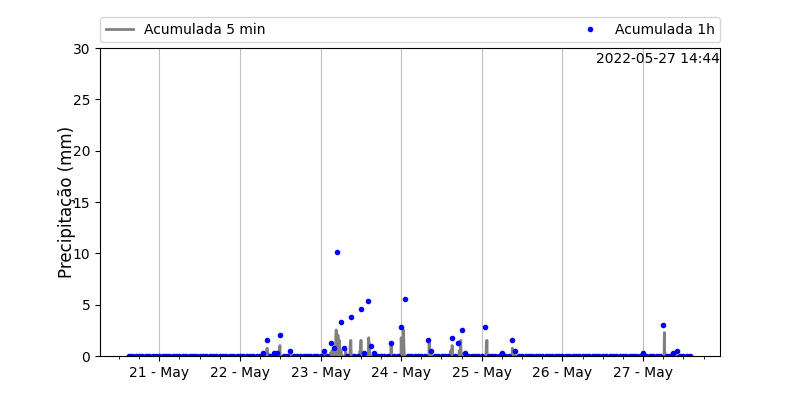 Acumulada 5 min
Acumulada 1h
2022-05-27 14:44
Precipitação (mm)
30
25
20
15
10
5
0
21 - May
22 - May
23 - May
24 - May
25 - May
26 - May
27 - May